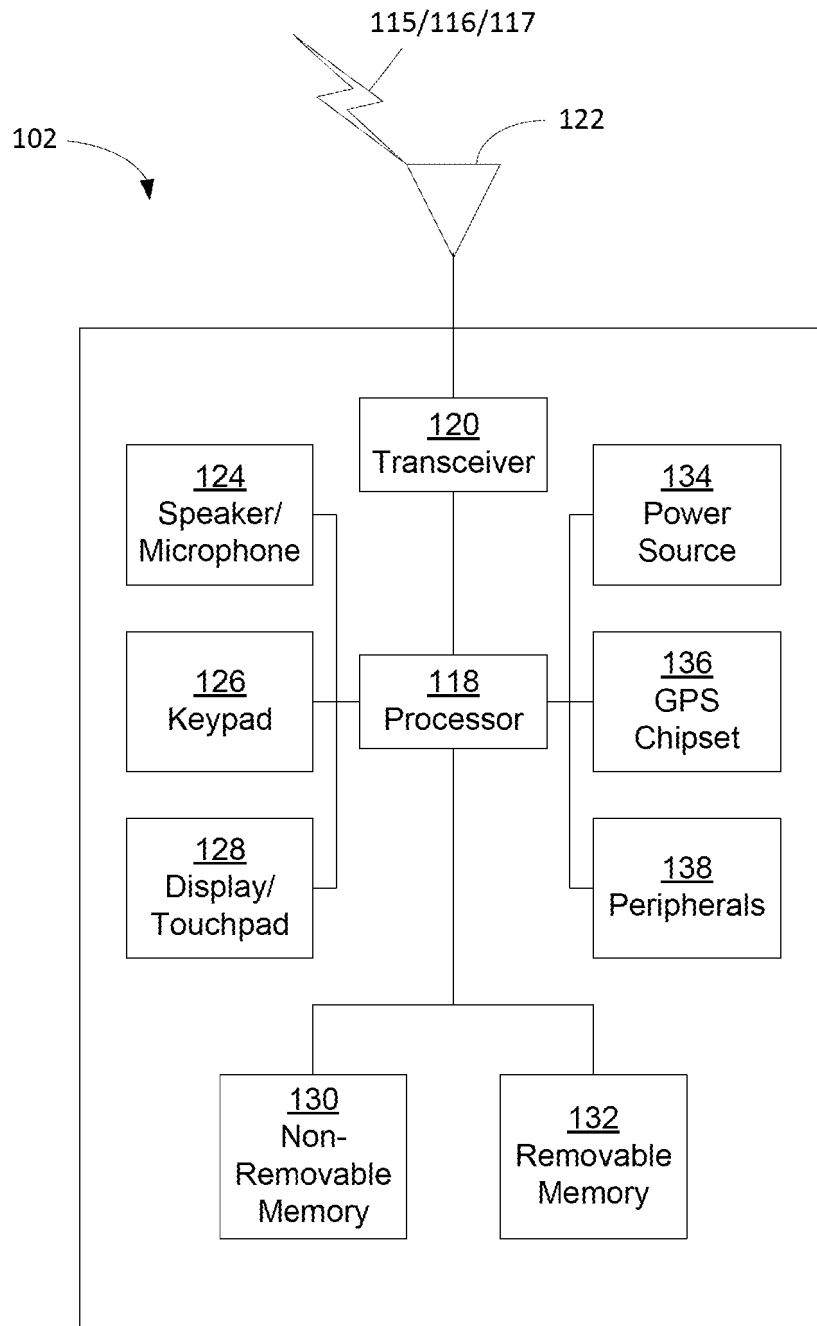 115/116/117
102
122
120
Transceiver
124
Speaker/
Microphone
134
Power
Source
126
Keypad
118
Processor
136
GPS
Chipset
128
Display/
Touchpad
138
Peripherals
130
Non-
Removable
Memory
132
Removable
Memory